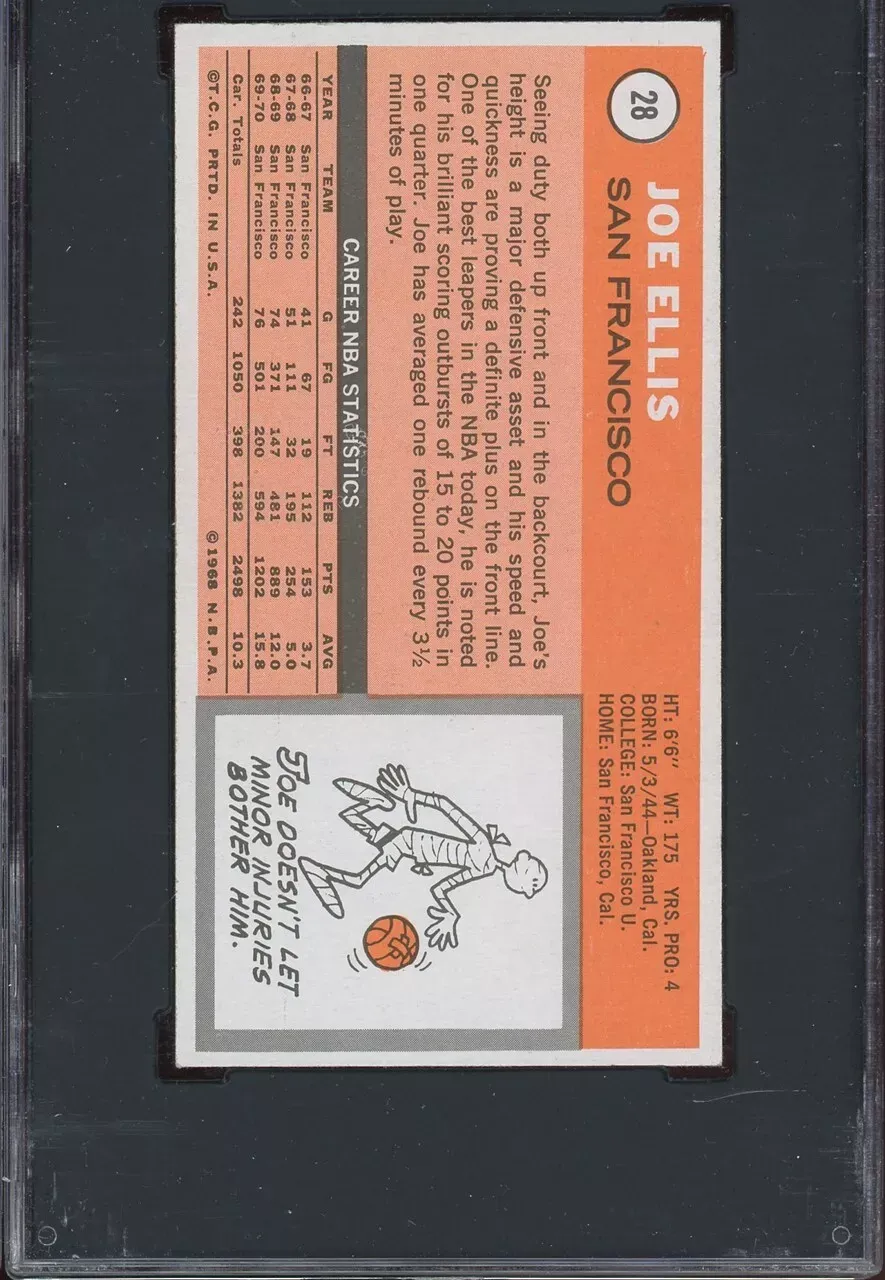 28
JOE ELLIS
SAN FRANCISCO
HT: 6'6" WT: 175 YRS. PRO: 4
BORN: 5/3/44—Oakland, Cal.
COLLEGE: San Francisco U.
HOME: San Francisco, Cal.
Seeing duty both up front and in the backcourt, Joe's
height is a major defensive asset and his speed and
quickness are proving a definite plus on the front line.
One of the best leapers in the NBA today, he is noted
for his brilliant scoring outbursts of 15 to 20 points in
one quarter. Joe has averaged one rebound every 3½
minutes of play.
CAREER NBA STATISTICS
YEAR TEAM G FG FT REB PTS AVG
66-67 San Francisco 41 67 19 112 153 3.7
67-68 San Francisco 51 111 32 195 254 5.0
68-69 San Francisco 74 371 147 481 889 12.0
69-70 San Francisco 76 501 200 594 1202 15.8
Car. Totals 242 1050 398 1382 2498 10.3
©T.C.G. PRTD. IN U.S.A. ©1968 N.B.P.A.
JOE DOESN'T LET
MINOR INJURIES
BOTHER HIM.